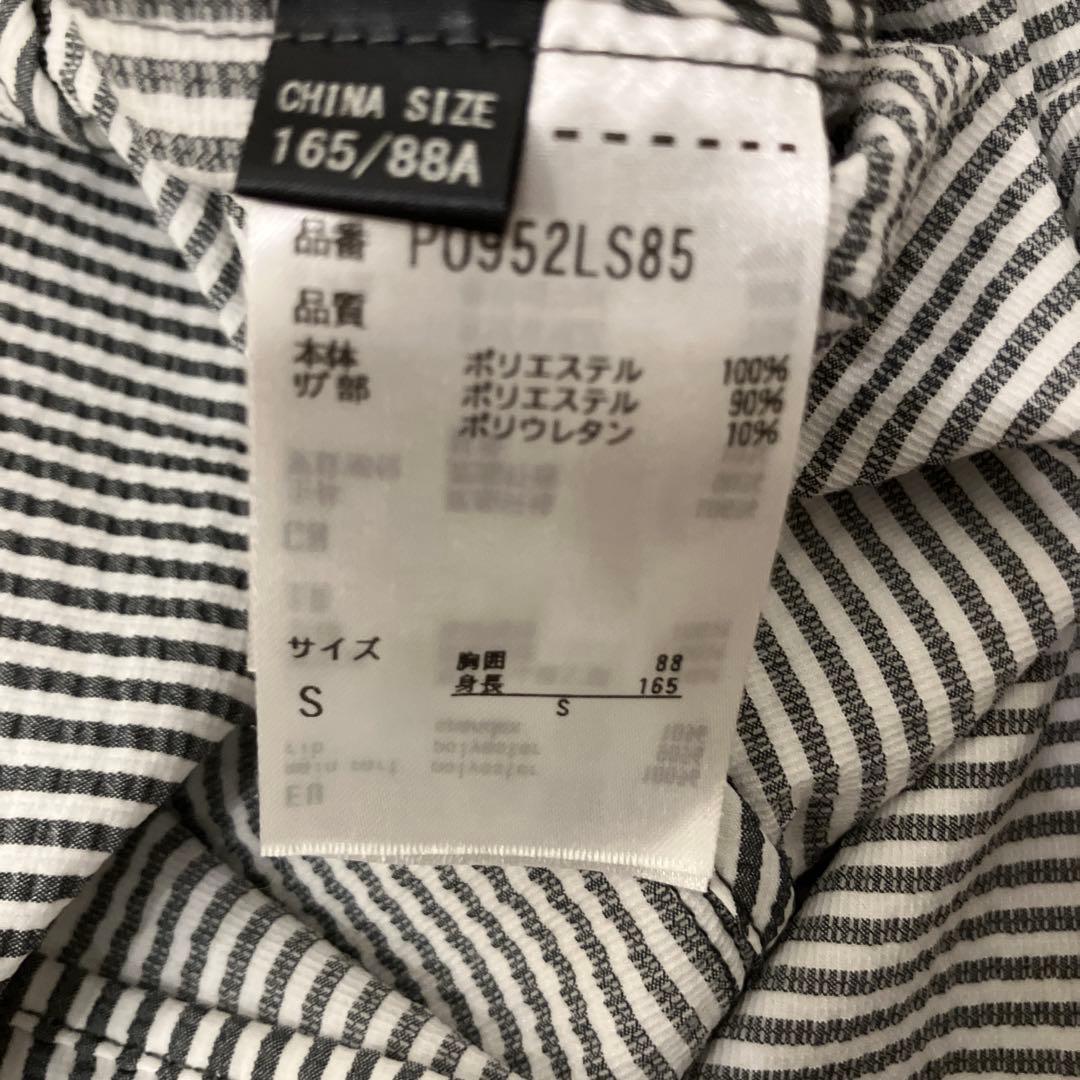 CHINA SIZE
165/88A
品番 P0952LS85
品質
本体 ポリエステル 100%
リブ部 ポリエステル 90%
ポリウレタン 10%
サイズ 胸囲 88
身長 165
S S